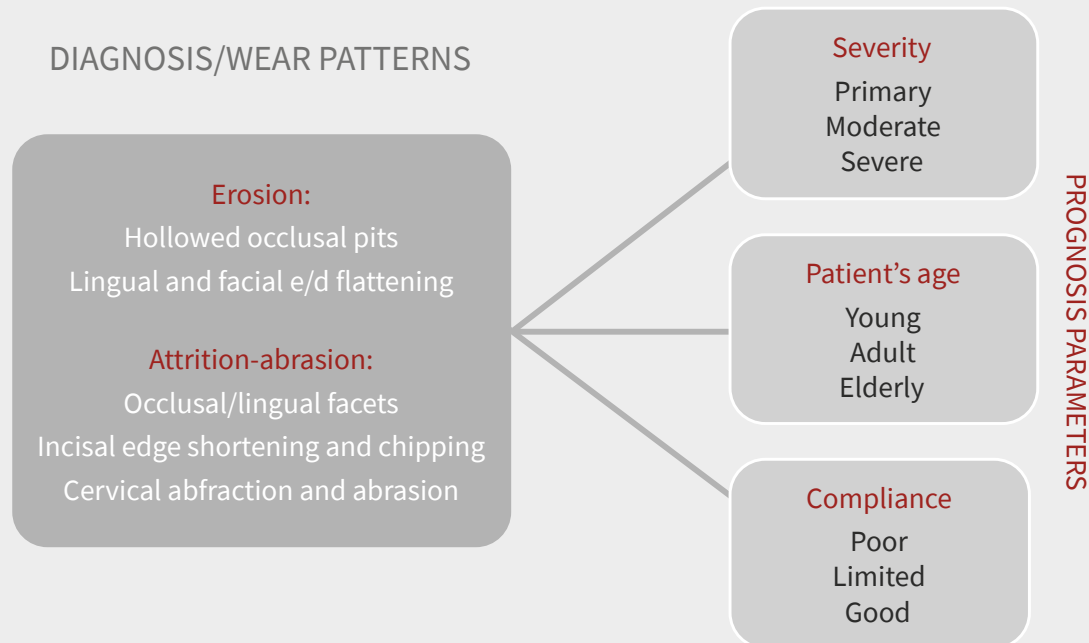 DIAGNOSIS/WEAR PATTERNS
Erosion:
Hollowed occlusal pits
Lingual and facial e/d flattening
Attrition-abrasion:
Occlusal/lingual facets
Incisal edge shortening and chipping
Cervical abfraction and abrasion
Severity
Primary
Moderate
Severe
Patient’s age
Young
Adult
Elderly
Compliance
Poor
Limited
Good
PROGNOSIS PARAMETERS